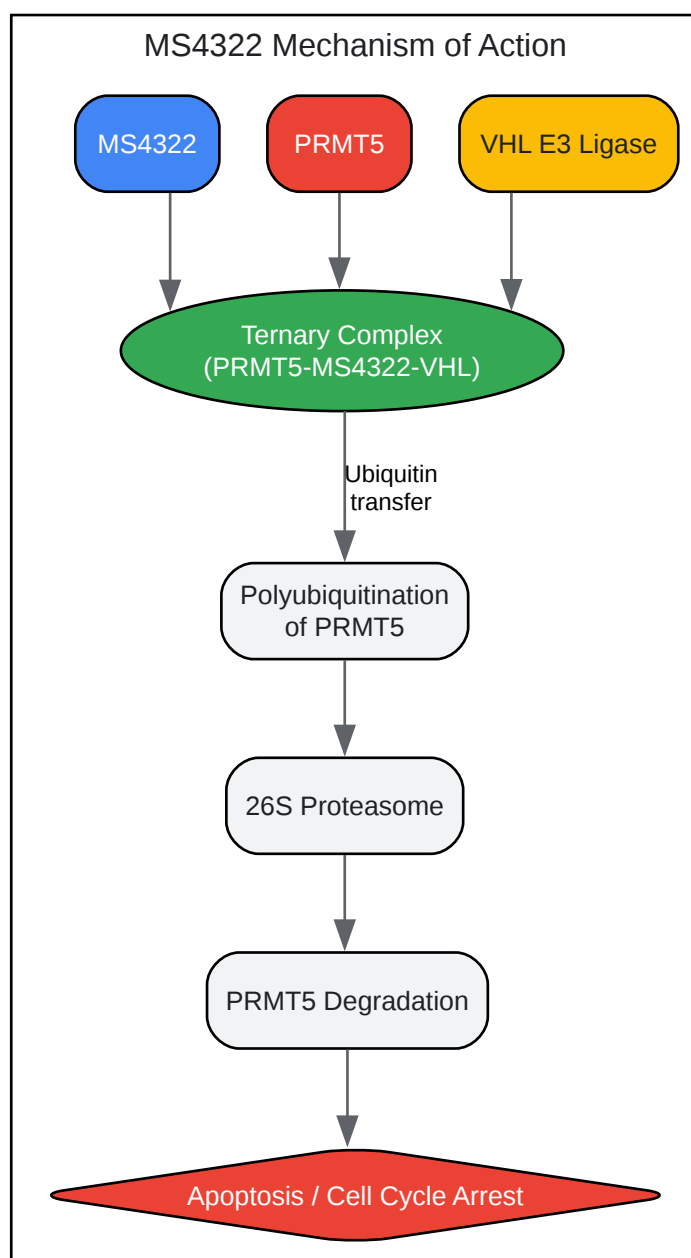 MS4322 Mechanism of Action
MS4322
PRMT5
VHL E3 Ligase
Ternary Complex
(PRMT5-MS4322-VHL)
Ubiquitin
transfer
Polyubiquitination
of PRMT5
26S Proteasome
PRMT5 Degradation
Apoptosis / Cell Cycle Arrest